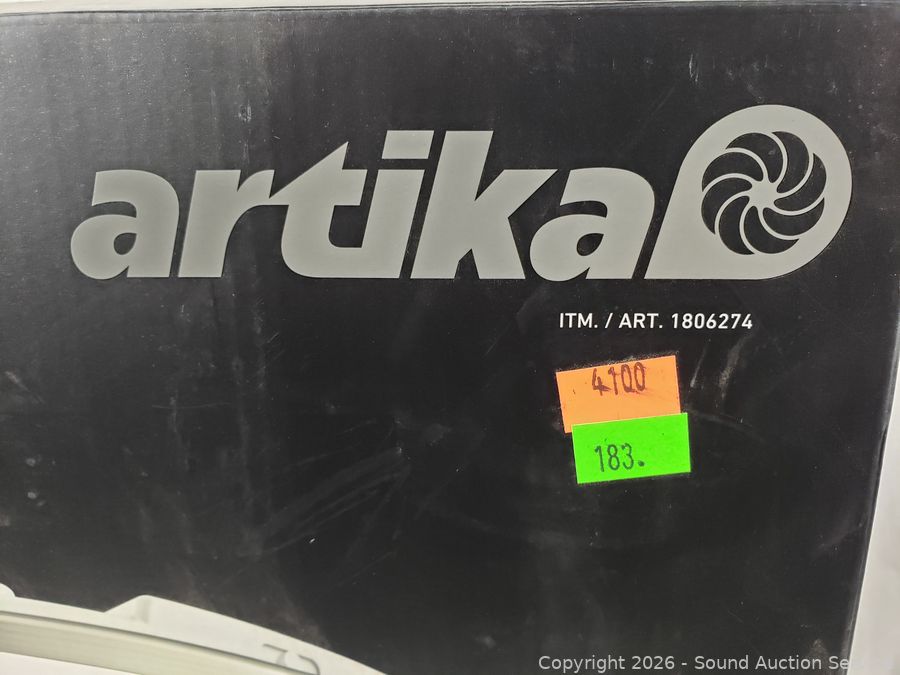 artika
ITM. / ART. 1806274
4100
183.
Copyright 2026 - Sound Auction Se